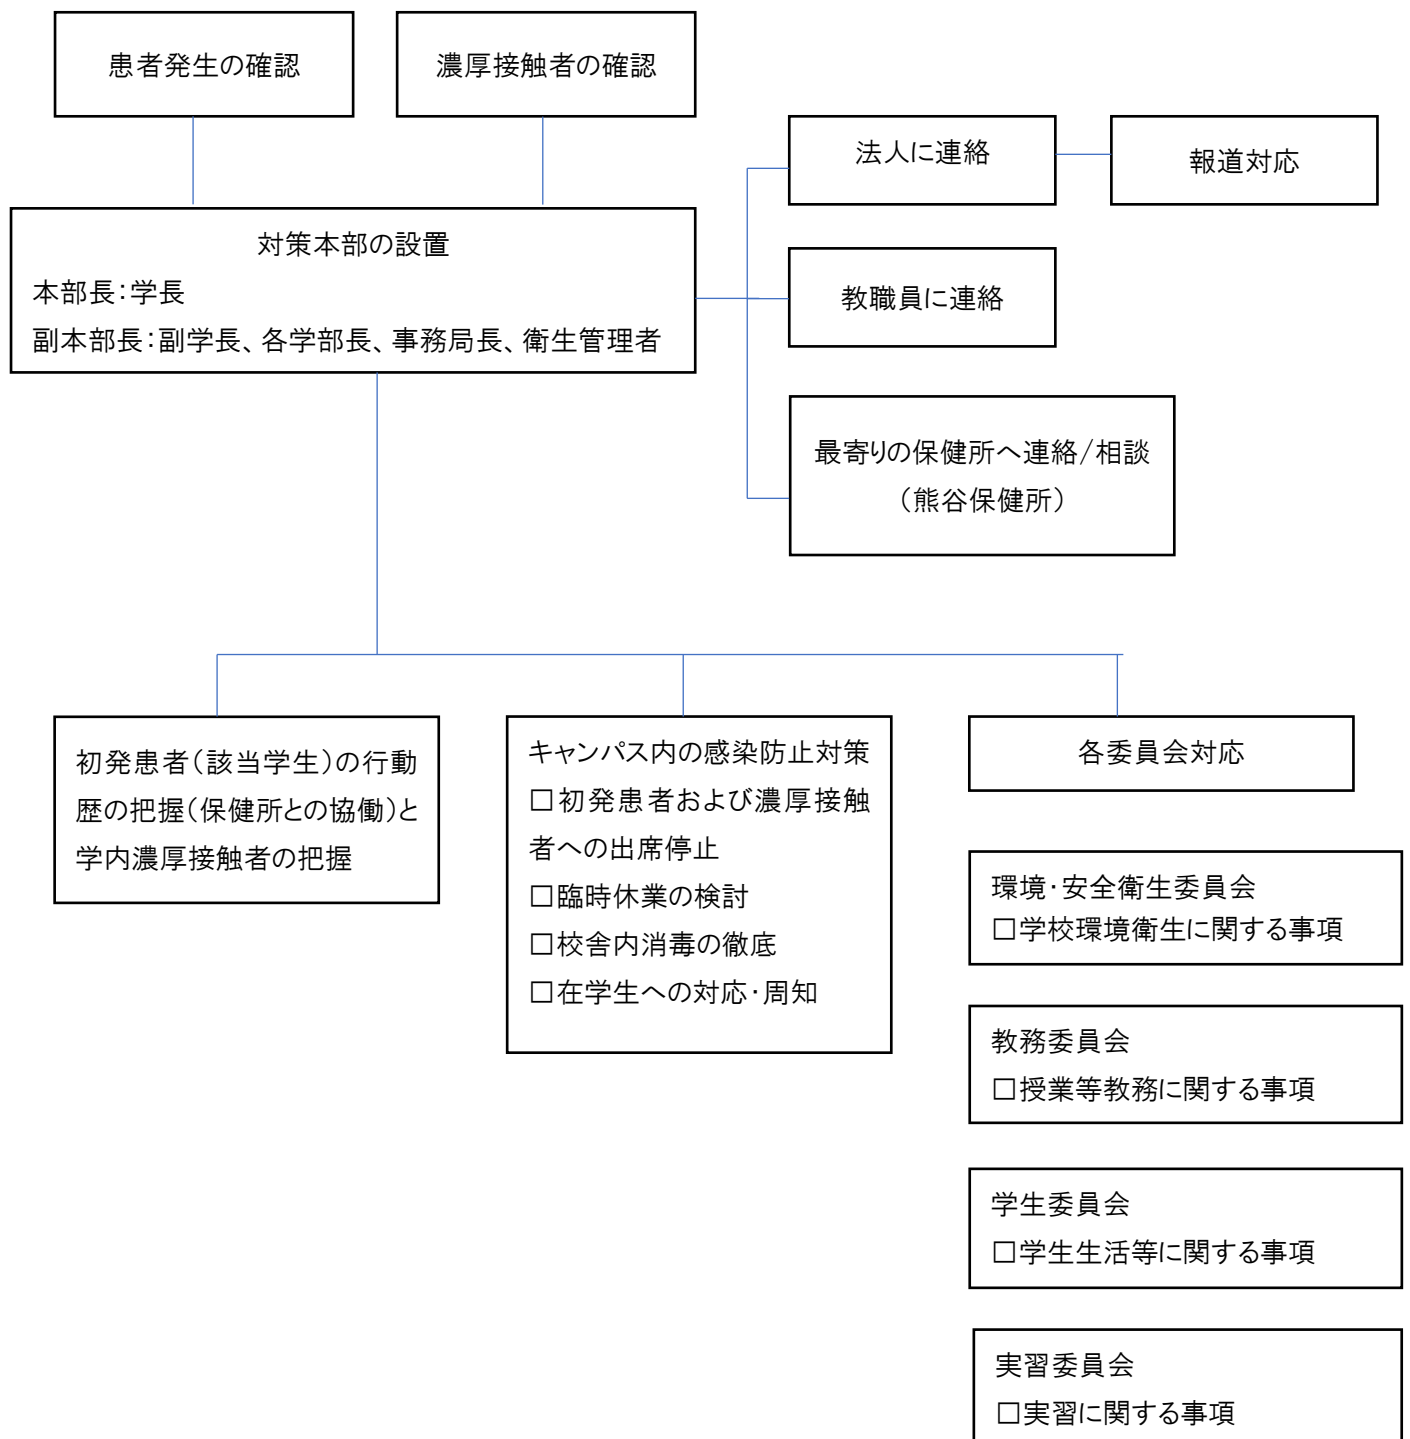 患者発生の確認
濃厚接触者の確認
法人に連絡
報道対応
対策本部の設置
本部長：学長
副本部長：副学長、各学部長、事務局長、衛生管理者
教職員に連絡
最寄りの保健所へ連絡/相談
（熊谷保健所）
初発患者（該当学生）の行動
歴の把握（保健所との協働）と
学内濃厚接触者の把握
キャンパス内の感染防止対策
□初発患者および濃厚接触
者への出席停止
□臨時休業の検討
□校舎内消毒の徹底
□在学生への対応・周知
各委員会対応
環境・安全衛生委員会
□学校環境衛生に関する事項
教務委員会
□授業等教務に関する事項
学生委員会
□学生生活等に関する事項
実習委員会
□実習に関する事項